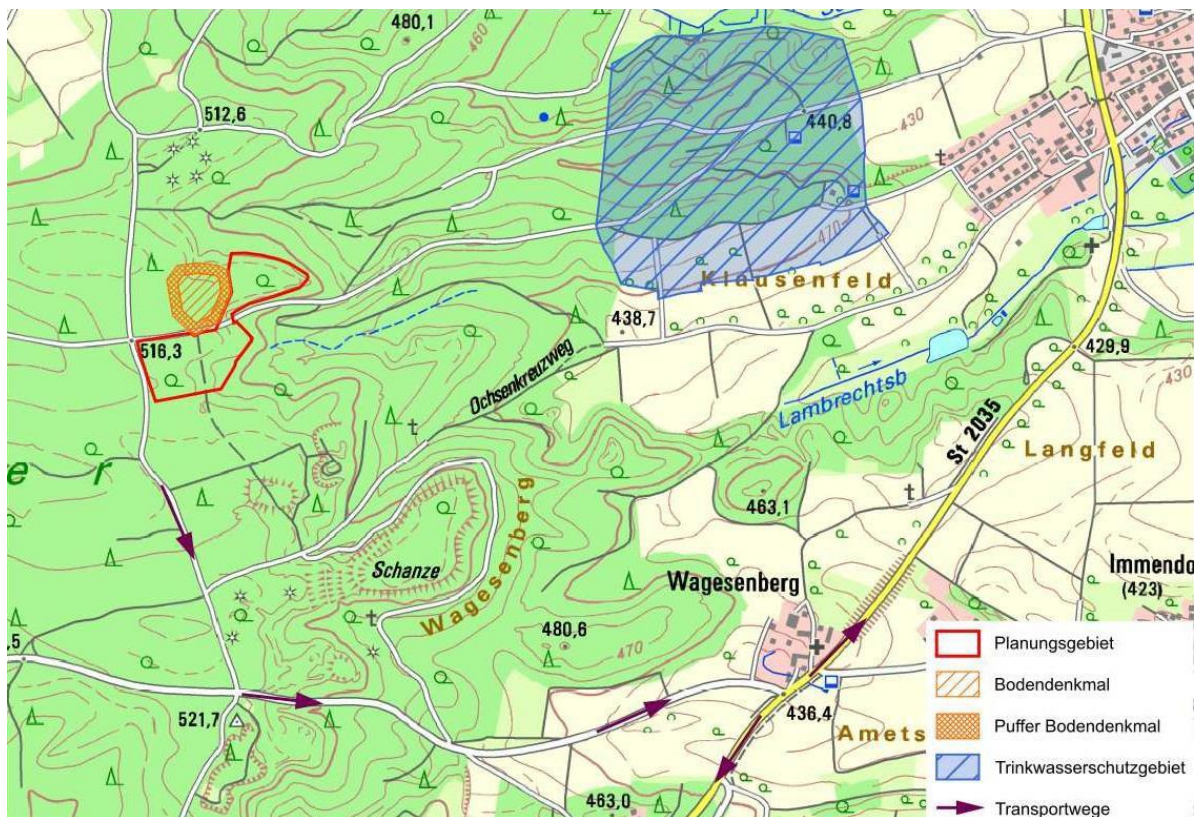 480,1
460
512,6
440,8
430
470
Klausenfeld
516,3
438,7
Ochsenkreuzweg
Lambrechtsb
429,9
430
St 2035
Langfeld
e r
463,1
Schanze
Wagesenberg
Wagesenberg
Immendo
(423)
480,6
470
,5
521,7
436,4
Amets
463,0
Planungsgebiet
Bodendenkmal
Puffer Bodendenkmal
Trinkwasserschutzgebiet
Transportwege